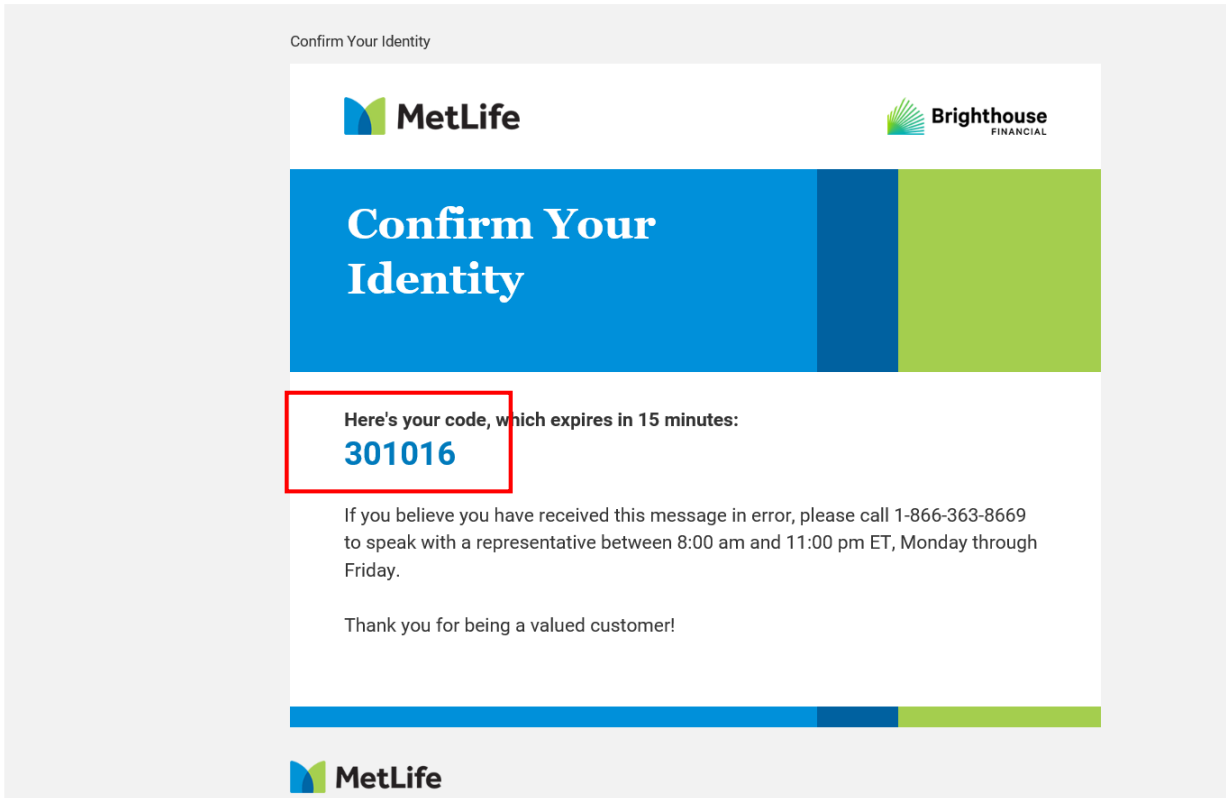 Confirm Your Identity
MetLife
Brighthouse
FINANCIAL
Confirm Your
Identity
Here's your code, which expires in 15 minutes:
301016
If you believe you have received this message in error, please call 1-866-363-8669
to speak with a representative between 8:00 am and 11:00 pm ET, Monday through
Friday.
Thank you for being a valued customer!
MetLife